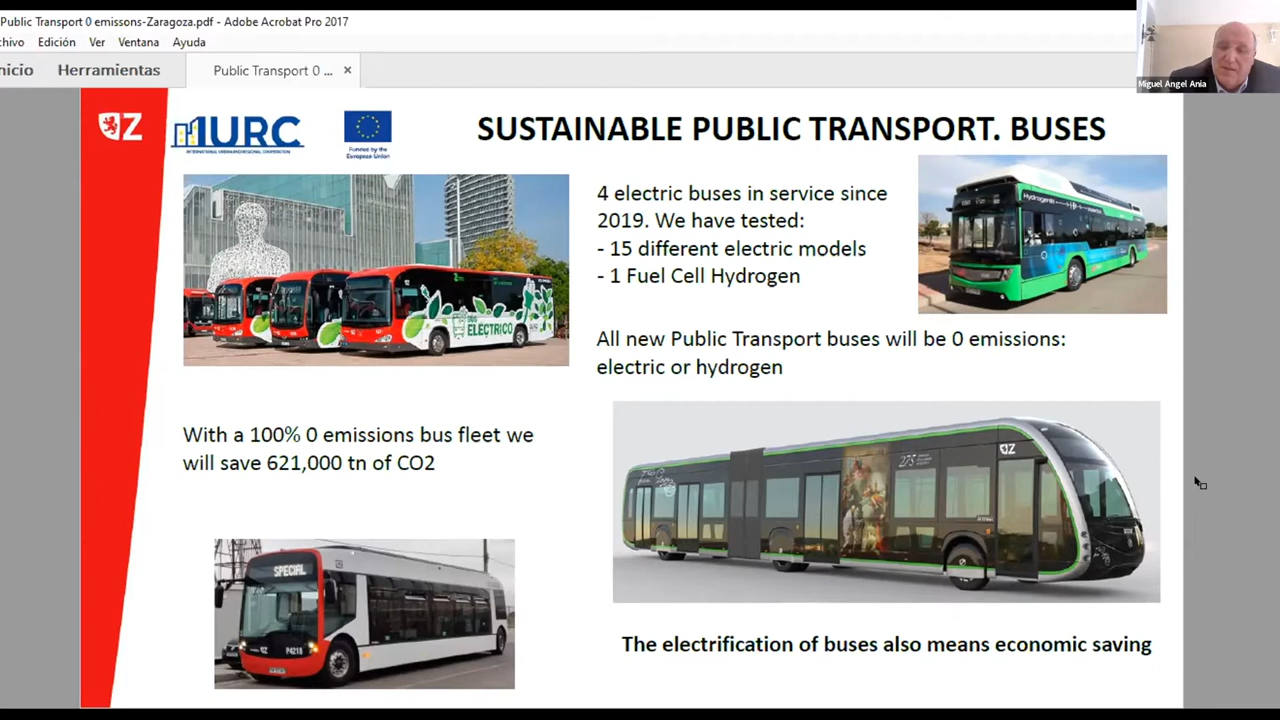 Public Transport 0 emissons-Zaragoza.pdf - Adobe Acrobat Pro 2017
chivo Edición Ver Ventana Ayuda
nicio Herramientas Public Transport 0 ... ×
Miguel Angel Ania
Z IURC
INTERNATIONAL URBAN AND REGIONAL COOPERATION
Funded by the
European Union
SUSTAINABLE PUBLIC TRANSPORT. BUSES
4 electric buses in service since
2019. We have tested:
- 15 different electric models
- 1 Fuel Cell Hydrogen
ELECTRICO
All new Public Transport buses will be 0 emissions:
electric or hydrogen
With a 100% 0 emissions bus fleet we
will save 621,000 tn of CO2
275
Z
SPECIAL
Z P4218
The electrification of buses also means economic saving